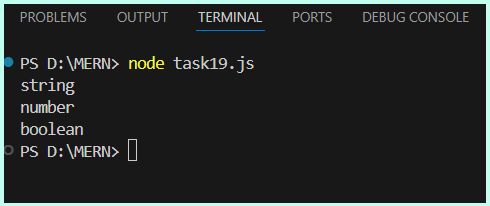 PROBLEMS OUTPUT TERMINAL PORTS DEBUG CONSOLE
PS D:\MERN> node task19.js
string
number
boolean
PS D:\MERN>